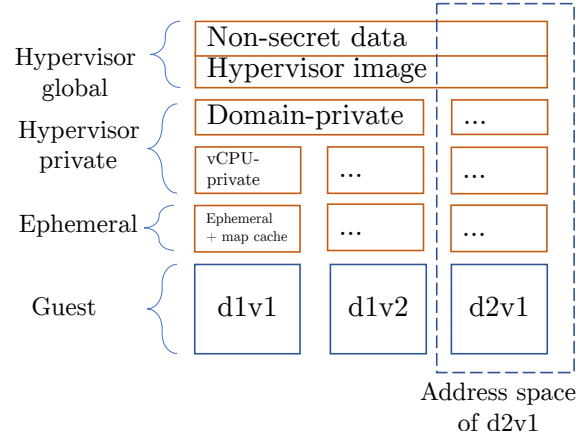 Hypervisor
global
Non-secret data
Hypervisor image
Hypervisor
private
Domain-private
...
vCPU-
private
...
...
Ephemeral
Ephemeral
+ map cache
...
...
Guest
d1v1
d1v2
d2v1
Address space
of d2v1